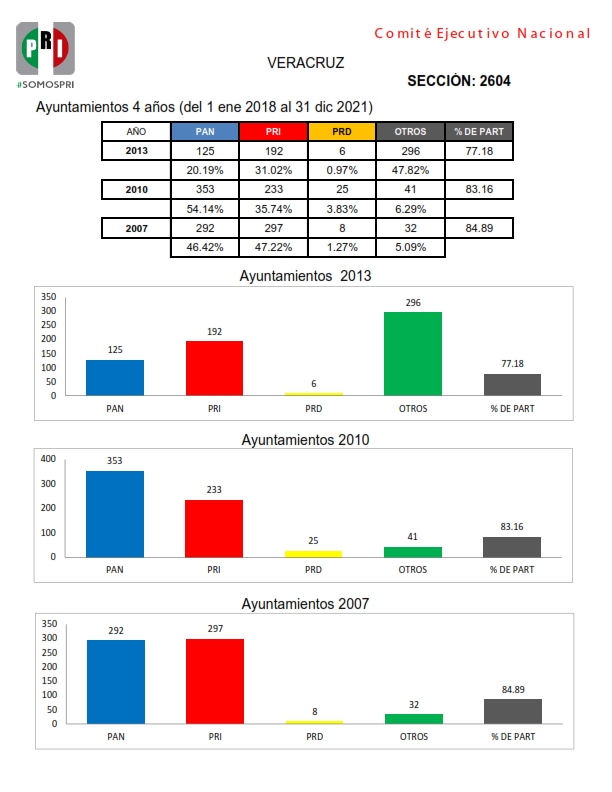 Comité Ejecutivo Nacional
PRI
#SOMOSPRI
VERACRUZ
SECCIÓN: 2604
Ayuntamientos 4 años (del 1 ene 2018 al 31 dic 2021)
AÑO PAN PRI PRD OTROS % DE PART
2013 125 192 6 296 77.18
20.19% 31.02% 0.97% 47.82%
2010 353 233 25 41 83.16
54.14% 35.74% 3.83% 6.29%
2007 292 297 8 32 84.89
46.42% 47.22% 1.27% 5.09%
Ayuntamientos 2013
350
300
250
200
150
100
50
0
125 192 6 296 77.18
PAN PRI PRD OTROS % DE PART
Ayuntamientos 2010
400
300
200
100
0
353 233 25 41 83.16
PAN PRI PRD OTROS % DE PART
Ayuntamientos 2007
350
300
250
200
150
100
50
0
292 297 8 32 84.89
PAN PRI PRD OTROS % DE PART